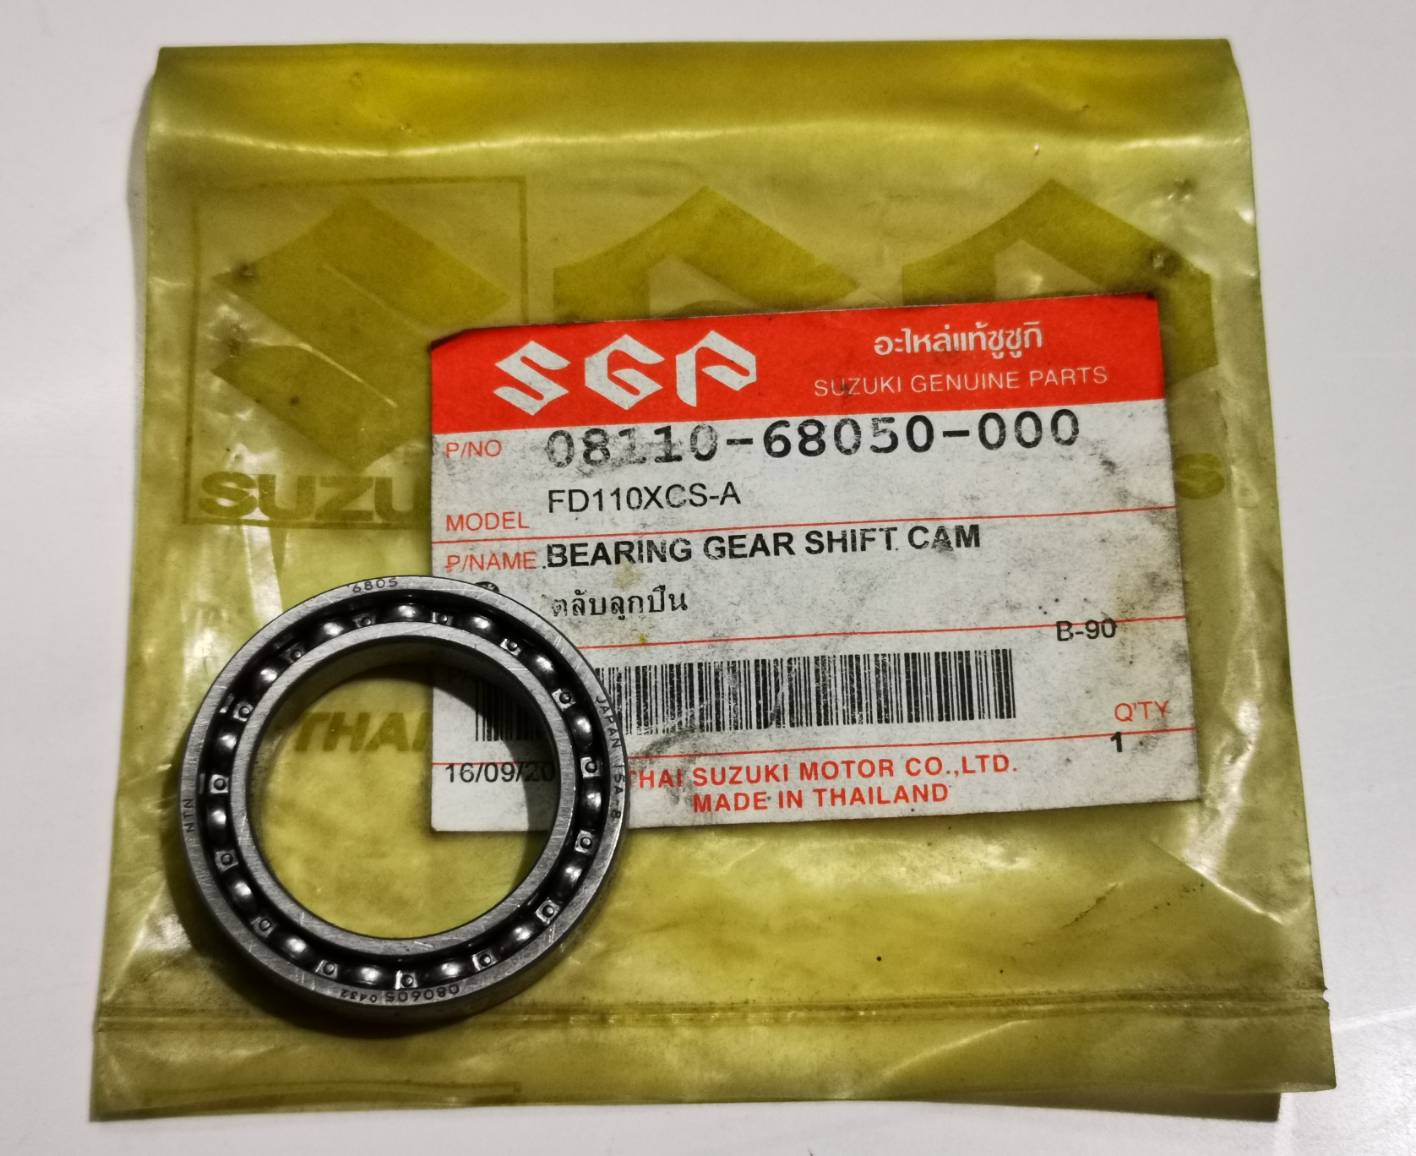 SGP
อะไหล่แท้ซูซูกิ
SUZUKI GENUINE PARTS
P/NO 08110-68050-000
MODEL FD110XCS-A
P/NAME BEARING GEAR SHIFT CAM
ตลับลูกปืน
B-90
Q'TY
1
16/09/20
THAI SUZUKI MOTOR CO.,LTD.
MADE IN THAILAND
6805
JAPAN
NTN
080605 0432
SUZU
THAI